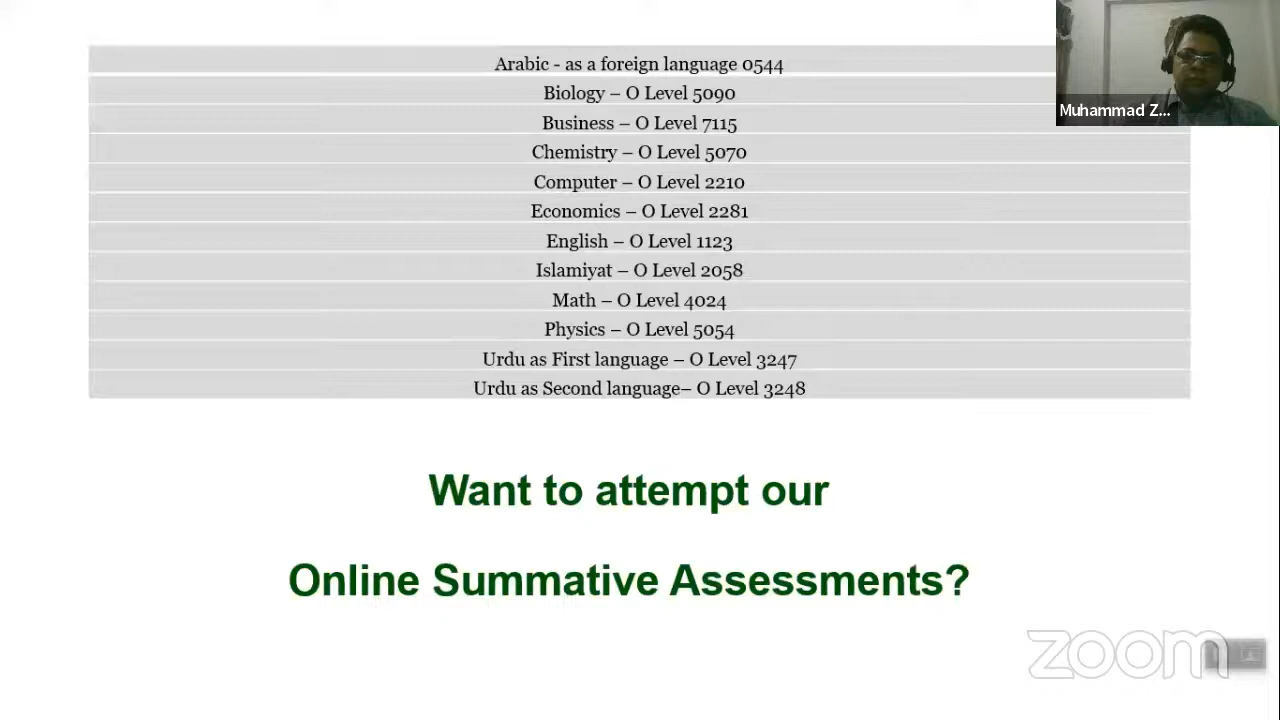 Arabic - as a foreign language 0544
Biology – O Level 5090
Business – O Level 7115
Chemistry – O Level 5070
Computer – O Level 2210
Economics – O Level 2281
English – O Level 1123
Islamiyat – O Level 2058
Math – O Level 4024
Physics – O Level 5054
Urdu as First language – O Level 3247
Urdu as Second language– O Level 3248
Muhammad Z...
Want to attempt our
Online Summative Assessments?
zoom